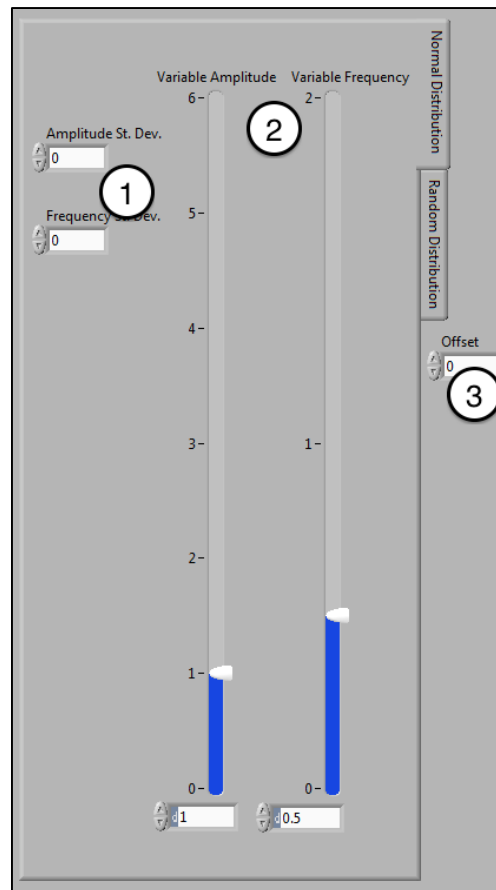 Normal Distribution
Random Distribution
Variable Amplitude
Variable Frequency
Amplitude St. Dev.
0
1
Frequency Dev.
0
6
5
4
3
2
1
0
d 1
2
2
1
0
d 0.5
Offset
0
3